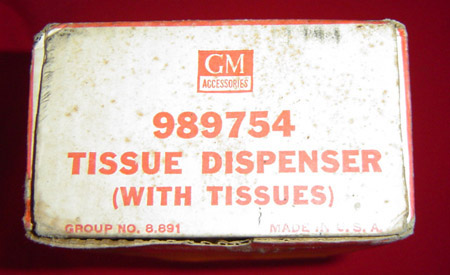 GM
ACCESSORIES
989754
TISSUE DISPENSER
(WITH TISSUES)
GROUP NO. 8.891
MADE IN U. S. A.